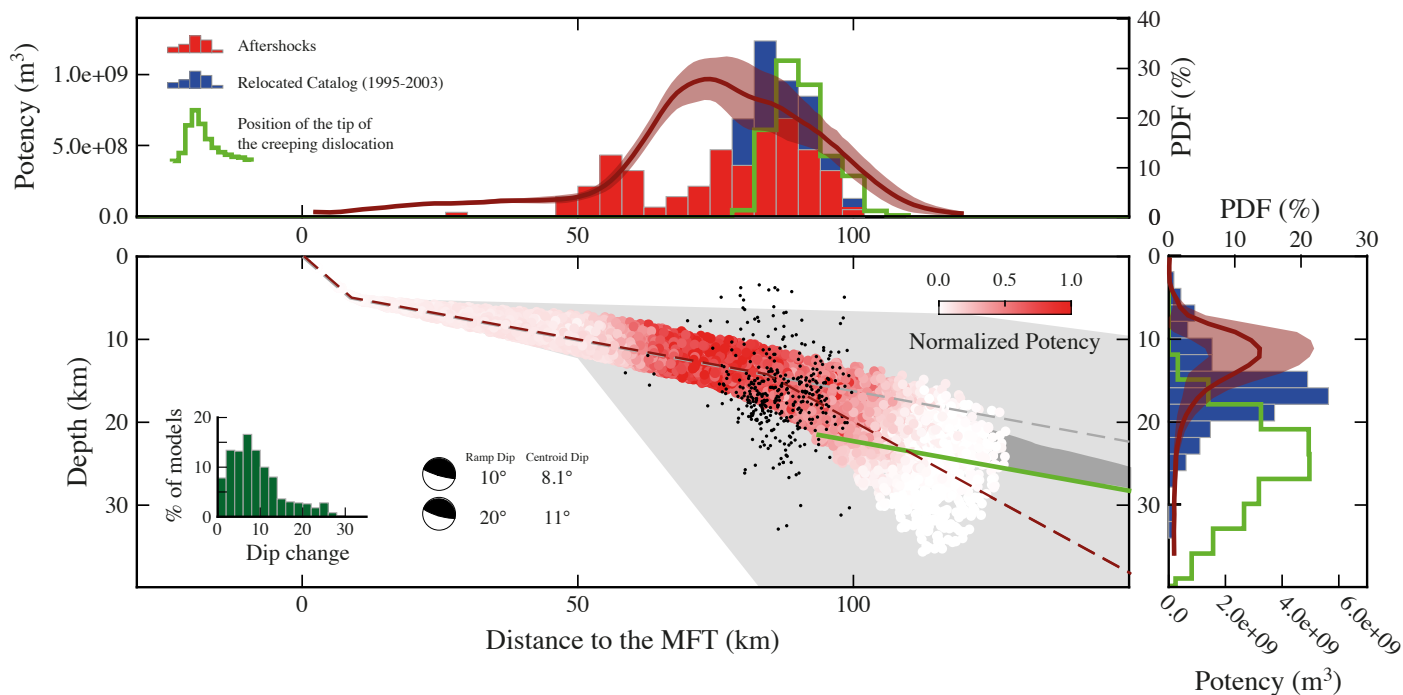 Potency (m³)
1.0e+09
5.0e+08
0.0
Aftershocks
Relocated Catalog (1995-2003)
Position of the tip of
the creeping dislocation
40
30
20
10
0
PDF (%)
0
50
100
PDF (%)
0
10
20
30
Depth (km)
0
10
20
30
0.0
0.5
1.0
Normalized Potency
% of models
20
10
0
0
10
20
30
Dip change
Ramp Dip
Centroid Dip
10°
8.1°
20°
11°
0
50
100
Distance to the MFT (km)
0
10
20
30
0.0
2.0e+09
4.0e+09
6.0e+09
Potency (m³)